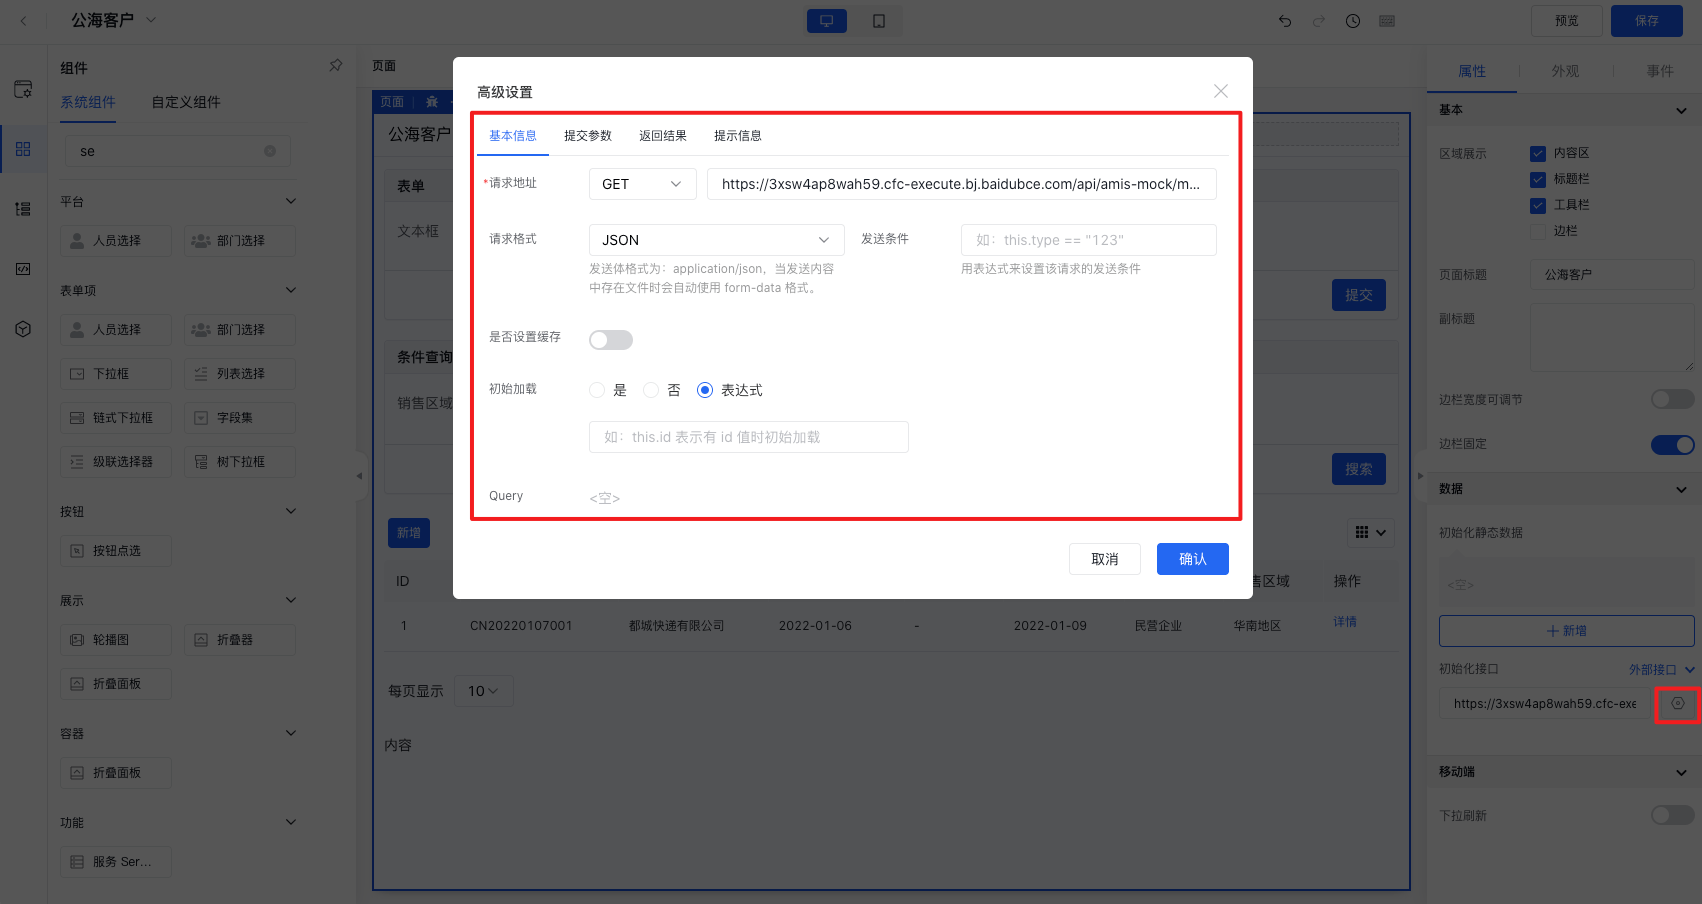 公海客户
预览
保存
组件
系统组件
自定义组件
se
平台
人员选择
部门选择
表单项
人员选择
部门选择
下拉框
列表选择
链式下拉框
字段集
级联选择器
树下拉框
按钮
按钮点选
展示
轮播图
折叠器
折叠面板
容器
折叠面板
功能
服务 Ser...
页面
页面
公海客户
表单
文本框
提交
条件查询
销售区域
搜索
新增
ID
售区域
操作
1
CN20220107001
都城快递有限公司
2022-01-06
-
2022-01-09
民营企业
华南地区
详情
每页显示
10
内容
高级设置
基本信息
提交参数
返回结果
提示信息
*请求地址
GET
https://3xsw4ap8wah59.cfc-execute.bj.baidubce.com/api/amis-mock/m...
请求格式
JSON
发送条件
如：this.type == "123"
发送体格式为：application/json，当发送内容
中存在文件时会自动使用 form-data 格式。
用表达式来设置该请求的发送条件
是否设置缓存
初始加载
是
否
表达式
如：this.id 表示有 id 值时初始加载
Query
<空>
取消
确认
属性
外观
事件
基本
区域展示
内容区
标题栏
工具栏
边栏
页面标题
公海客户
副标题
边栏宽度可调节
边栏固定
数据
初始化静态数据
<空>
新增
初始化接口
外部接口
https://3xsw4ap8wah59.cfc-exe
移动端
下拉刷新